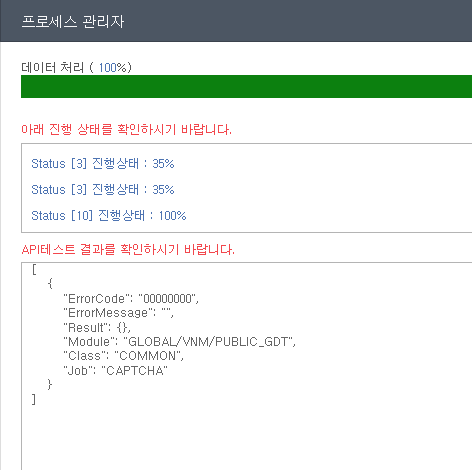 프로세스 관리자
데이터 처리 ( 100%)
아래 진행 상태를 확인하시기 바랍니다.
Status [3] 진행상태 : 35%
Status [3] 진행상태 : 35%
Status [10] 진행상태 : 100%
API테스트 결과를 확인하시기 바랍니다.
[
{
"ErrorCode": "00000000",
"ErrorMessage": "",
"Result": {},
"Module": "GLOBAL/VNM/PUBLIC_GDT",
"Class": "COMMON",
"Job": "CAPTCHA"
}
]